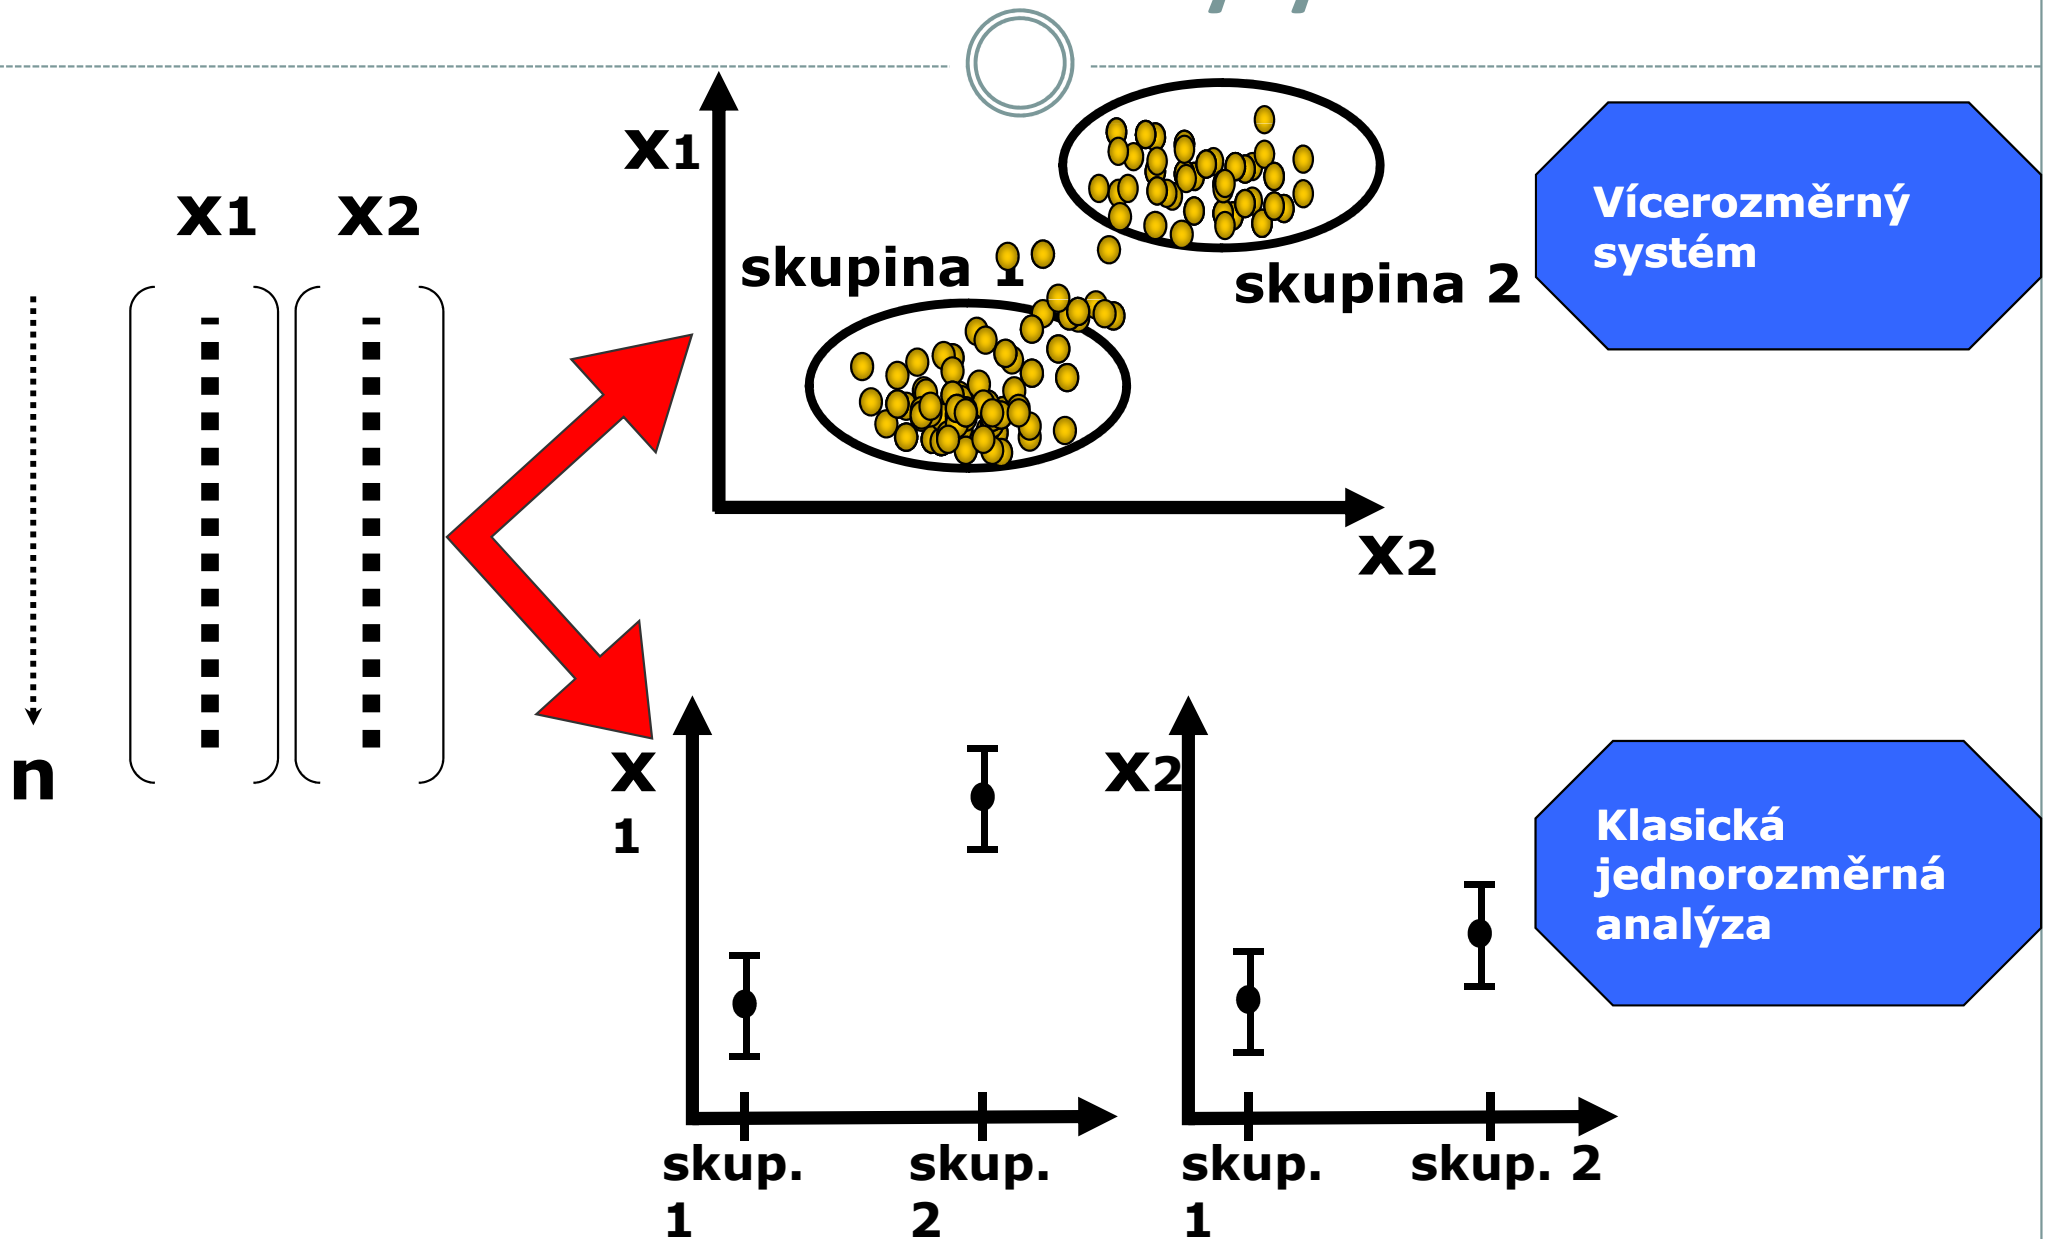 x1
x2
n
x1
skupina 1
skupina 2
x2
Vícerozměrný
systém
x
1
skup.
1
skup.
2
x2
skup.
1
skup. 2
Klasická
jednorozměrná
analýza